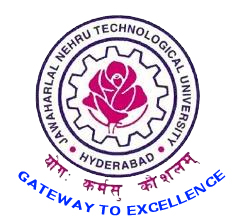 JAWAHARLAL NEHRU TECHNOLOGICAL UNIVERSITY
• HYDERABAD •
योगः कर्मसु कौशलम्
GATEWAY TO EXCELLENCE